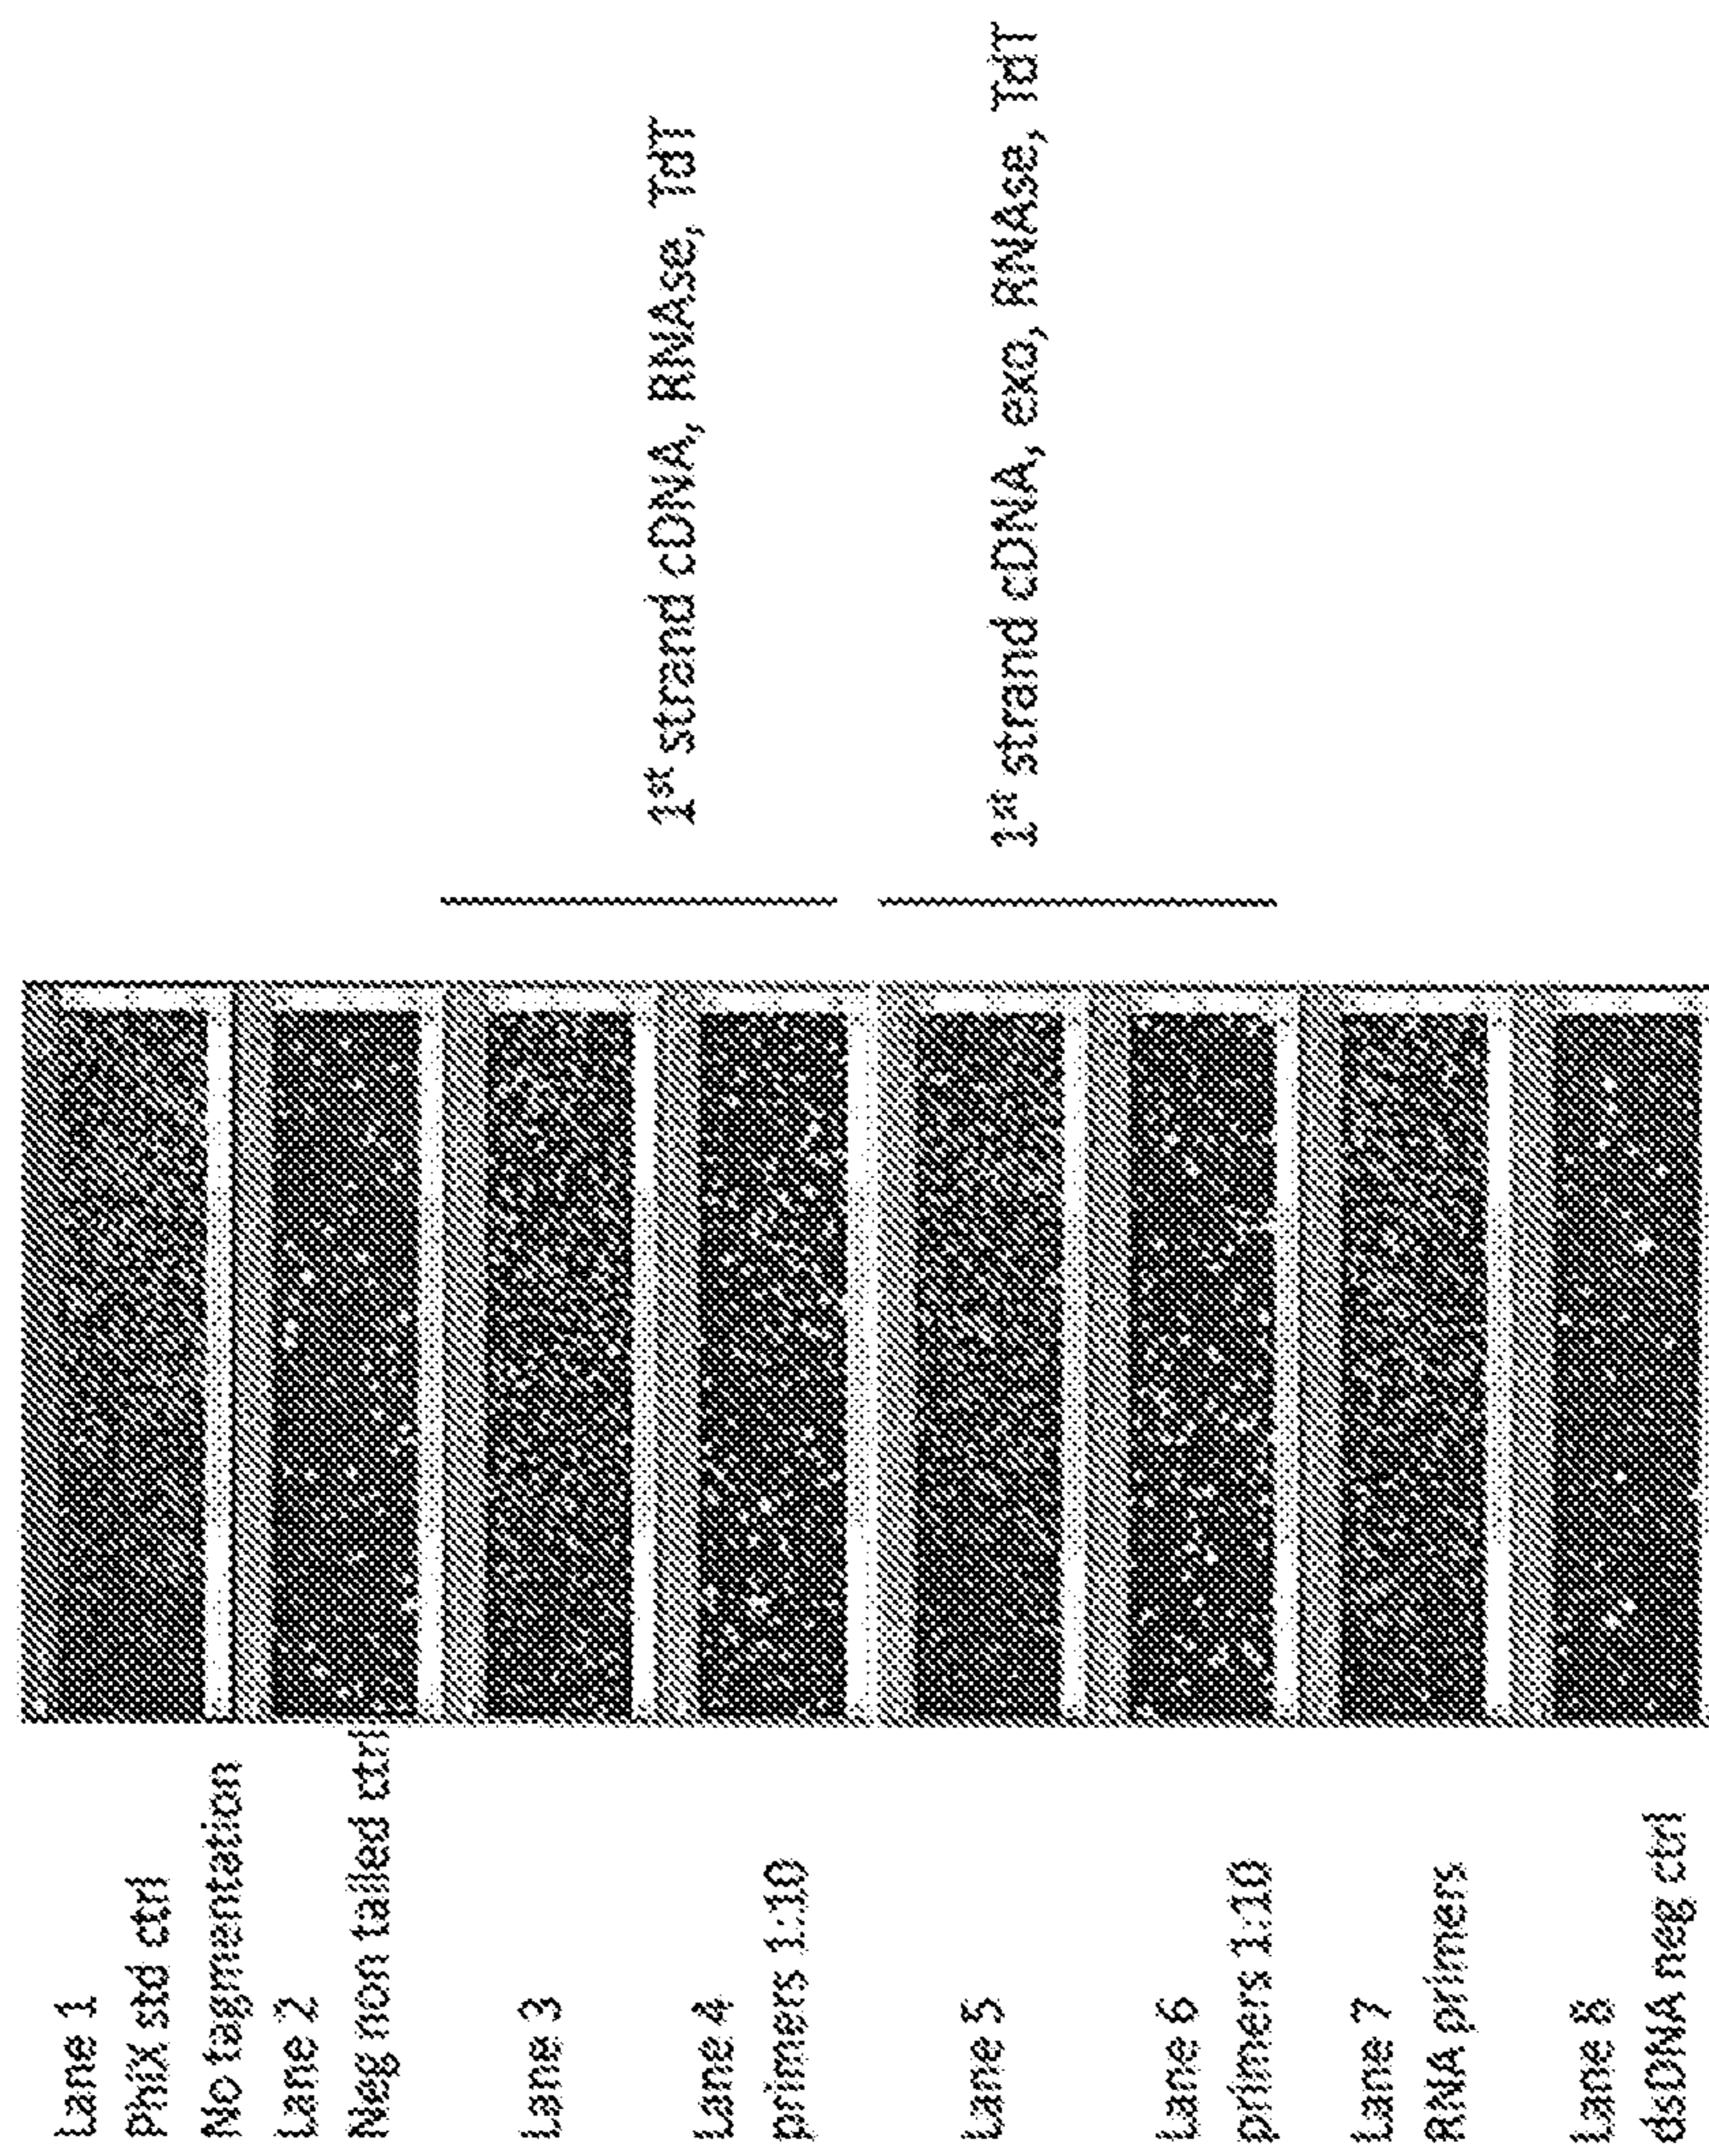 Lane 1
PhiX std ctrl
No tagmentation
Lane 2
Neg non tailed ctrl
Lane 3
Lane 4
primers 1:10
1st strand cDNA, RNAse, TdT
Lane 5
Lane 6
primers 1:10
1st strand cDNA, exo, RNAse, TdT
Lane 7
RNA primers
Lane 8
dsDNA neg ctrl